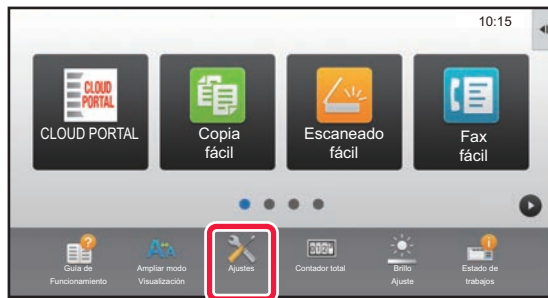 10:15
CLOUD
PORTAL
CLOUD PORTAL
Copia
fácil
Escaneado
fácil
Fax
fácil
Guía de
Funcionamiento
Ampliar modo
Visualización
Ajustes
Contador total
Brillo
Ajuste
Estado de
trabajos